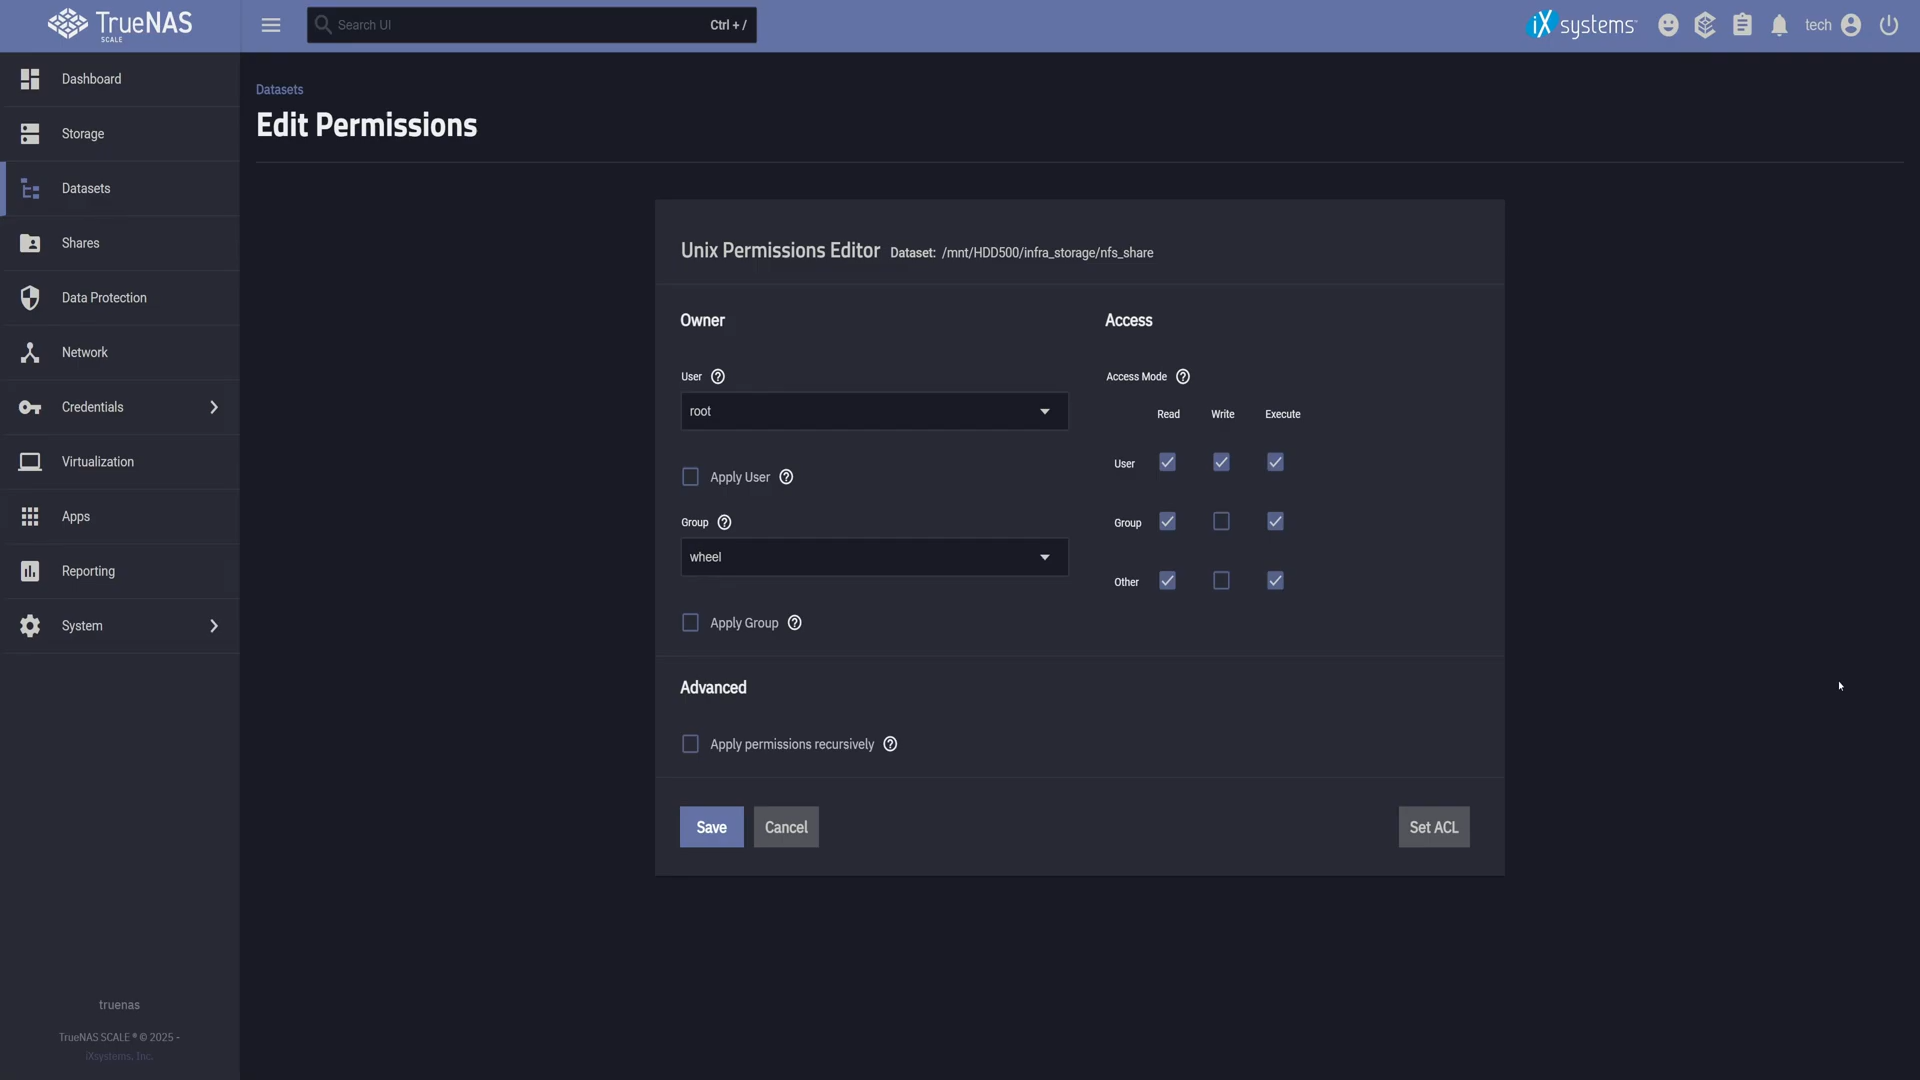 TrueNAS
SCALE
Search UI
Ctrl + /
iXsystems
tech
Dashboard
Storage
Datasets
Shares
Data Protection
Network
Credentials
Virtualization
Apps
Reporting
System
truenas
TrueNAS SCALE ® © 2025 -
iXsystems, Inc.
Datasets
Edit Permissions
Unix Permissions Editor Dataset: /mnt/HDD500/infra_storage/nfs_share
Owner
User
root
Apply User
Group
wheel
Apply Group
Access
Access Mode
Read Write Execute
User
Group
Other
Advanced
Apply permissions recursively
Save
Cancel
Set ACL